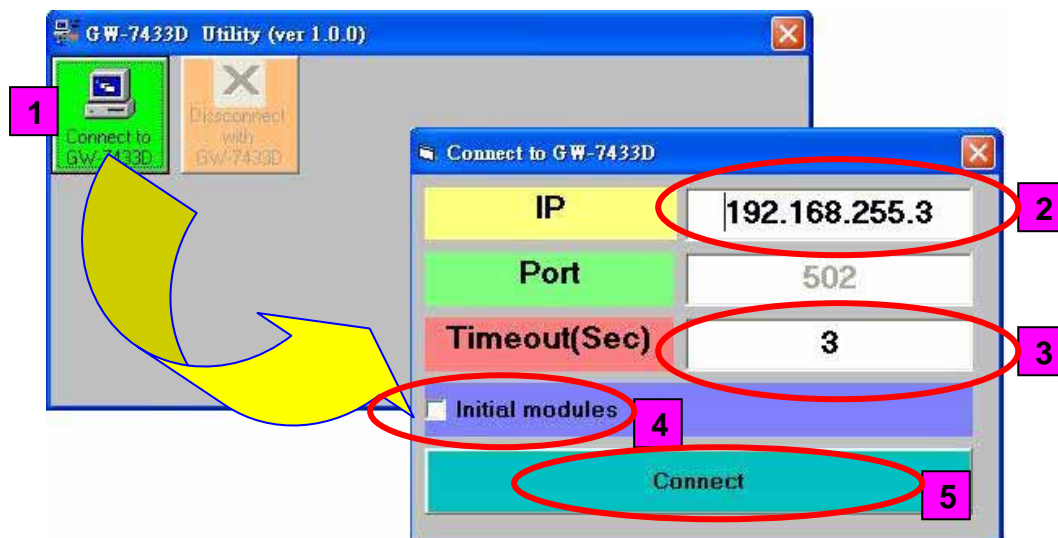 GW-7433D Utility (ver 1.0.0)
1
Connect to
GW-7433D
Dissconnect
with
GW-7433D
Connect to GW-7433D
IP
192.168.255.3
2
Port
502
Timeout(Sec)
3
3
Initial modules
4
Connect
5